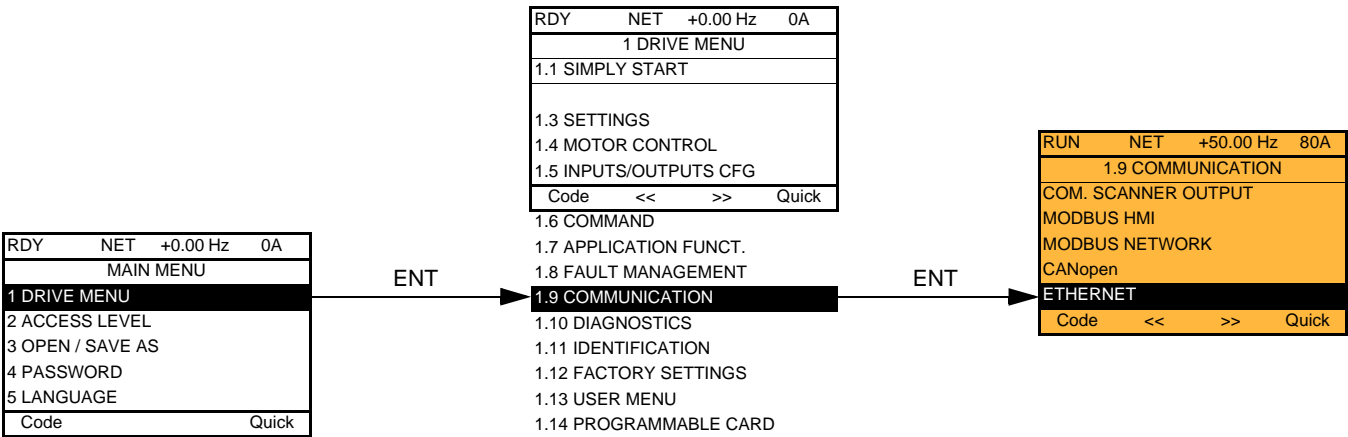 RDY NET +0.00 Hz 0A
MAIN MENU
1 DRIVE MENU
2 ACCESS LEVEL
3 OPEN / SAVE AS
4 PASSWORD
5 LANGUAGE
Code Quick
ENT
RDY NET +0.00 Hz 0A
1 DRIVE MENU
1.1 SIMPLY START
1.3 SETTINGS
1.4 MOTOR CONTROL
1.5 INPUTS/OUTPUTS CFG
Code << >> Quick
1.6 COMMAND
1.7 APPLICATION FUNCT.
1.8 FAULT MANAGEMENT
1.9 COMMUNICATION
1.10 DIAGNOSTICS
1.11 IDENTIFICATION
1.12 FACTORY SETTINGS
1.13 USER MENU
1.14 PROGRAMMABLE CARD
ENT
RUN NET +50.00 Hz 80A
1.9 COMMUNICATION
COM. SCANNER OUTPUT
MODBUS HMI
MODBUS NETWORK
CANopen
ETHERNET
Code << >> Quick